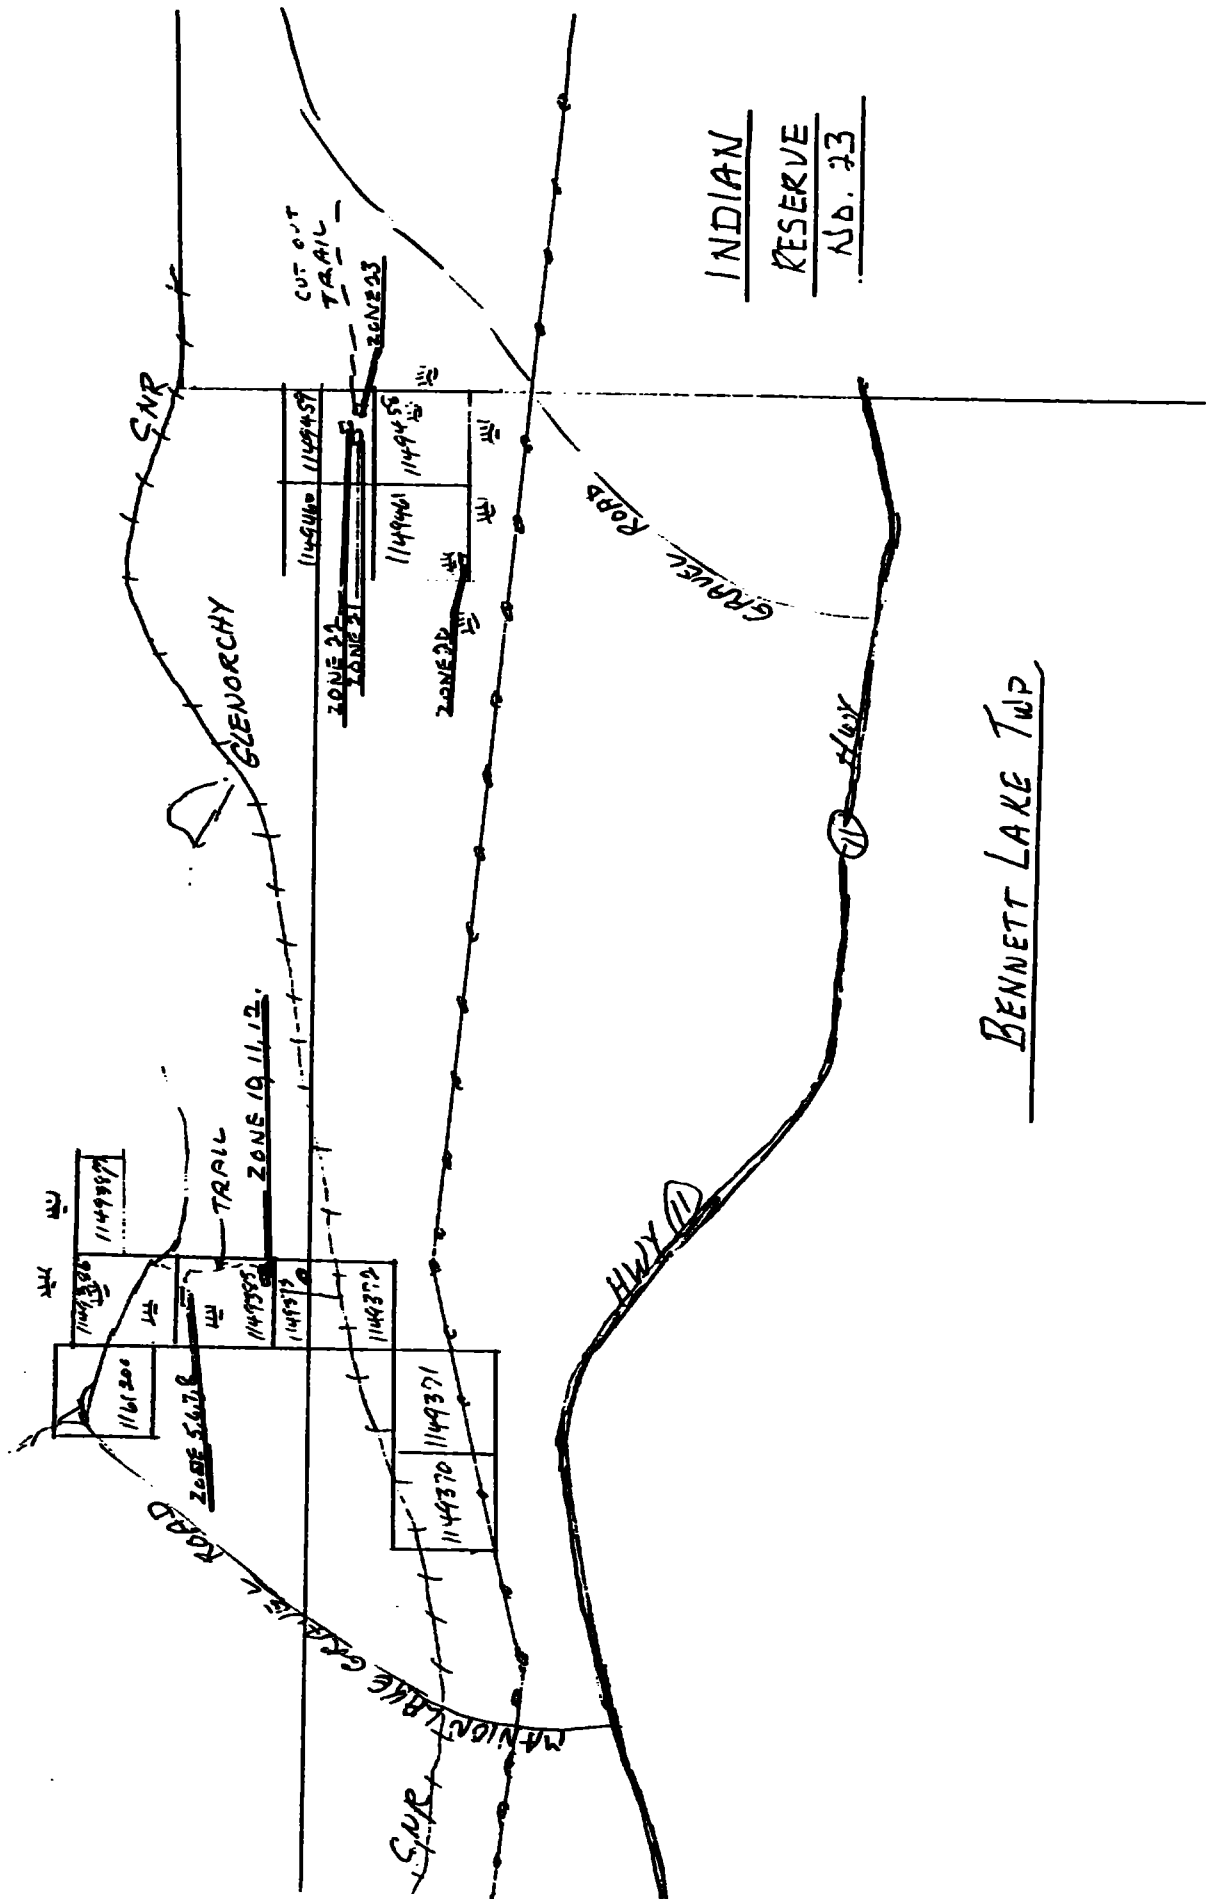 INDIAN
RESERVE
No. 23
CUT OUT
TRAIL
ZONE 23
CNR
1149459
1149460
1149458
1149461
ZONE 22
ZONE 21
ZONE 20
GRAVEL ROAD
GLENORCHY
HWY
11
BENNETT LAKE TWP
ZONE 10, 11, 12.
TRAIL
1149387
1149386
1149385
1149373
1149372
HWY 11
1161200
ZONE 5,6,7,8
1149371
1149370
MANION LAKE GRAVEL ROAD
CNR